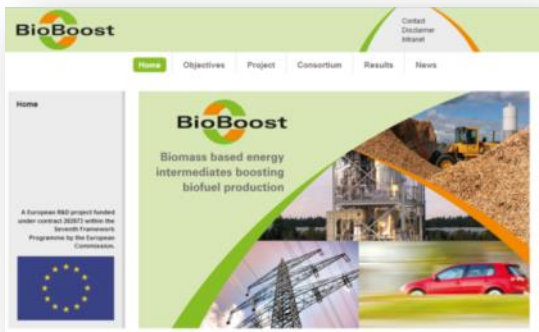 BioBoost
Contact
Disclaimer
Intranet
Home
Objectives
Project
Consortium
Results
News
Home
BioBoost
Biomass based energy
intermediates boosting
biofuel production
A European R&D project funded
under contract 282873 within the
Seventh Framework
Programme by the European
Commission.